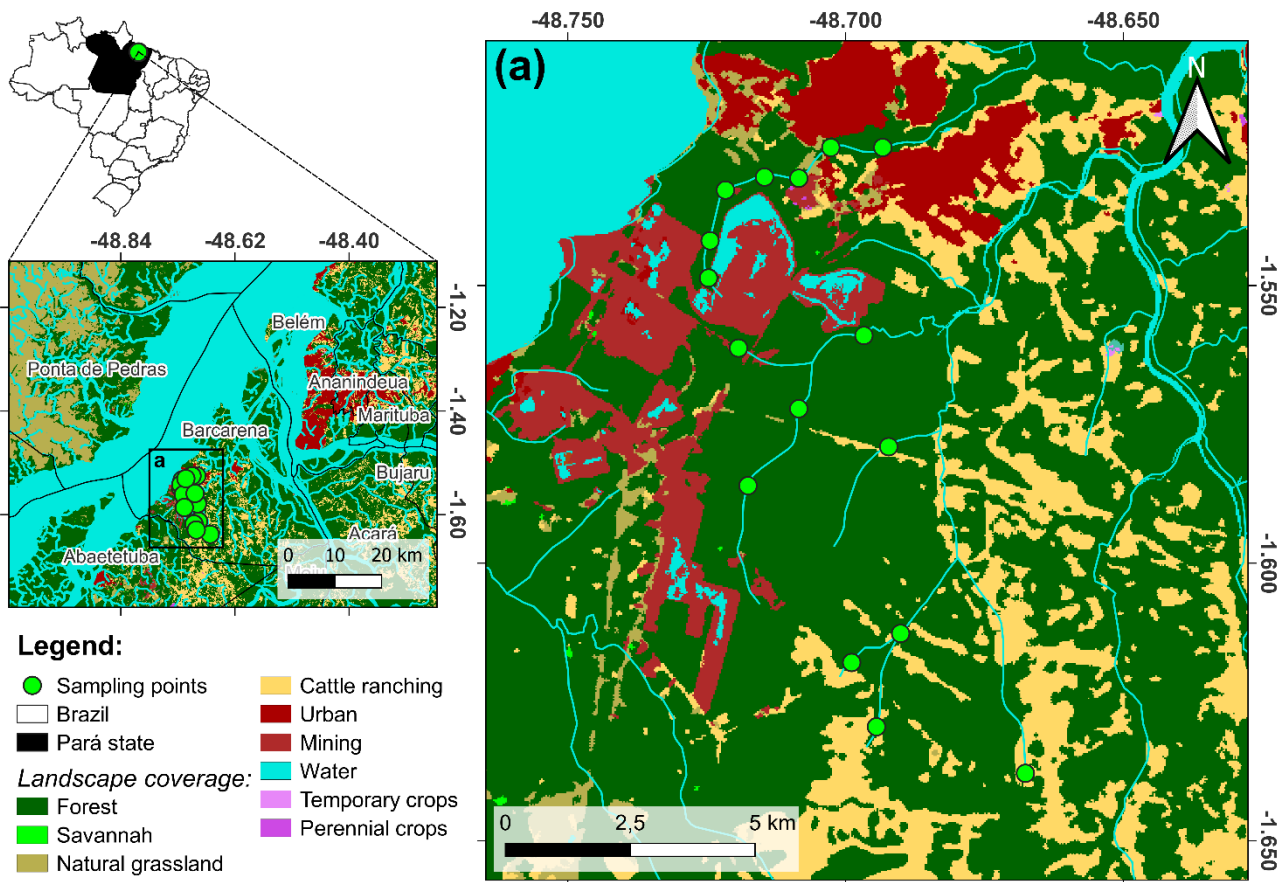 -48.750 -48.700 -48.650
(a)
N
-1.550
-1.600
-1.650
0 2,5 5 km
-48.84 -48.62 -48.40
-1.20
-1.40
-1.60
Belém
Ponta de Pedras
Ananindeua
Marituba
Barcarena
Bujaru
a
Acará
Abaetetuba
Moju
0 10 20 km
Legend:
Sampling points
Brazil
Pará state
Landscape coverage:
Forest
Savannah
Natural grassland
Cattle ranching
Urban
Mining
Water
Temporary crops
Perennial crops